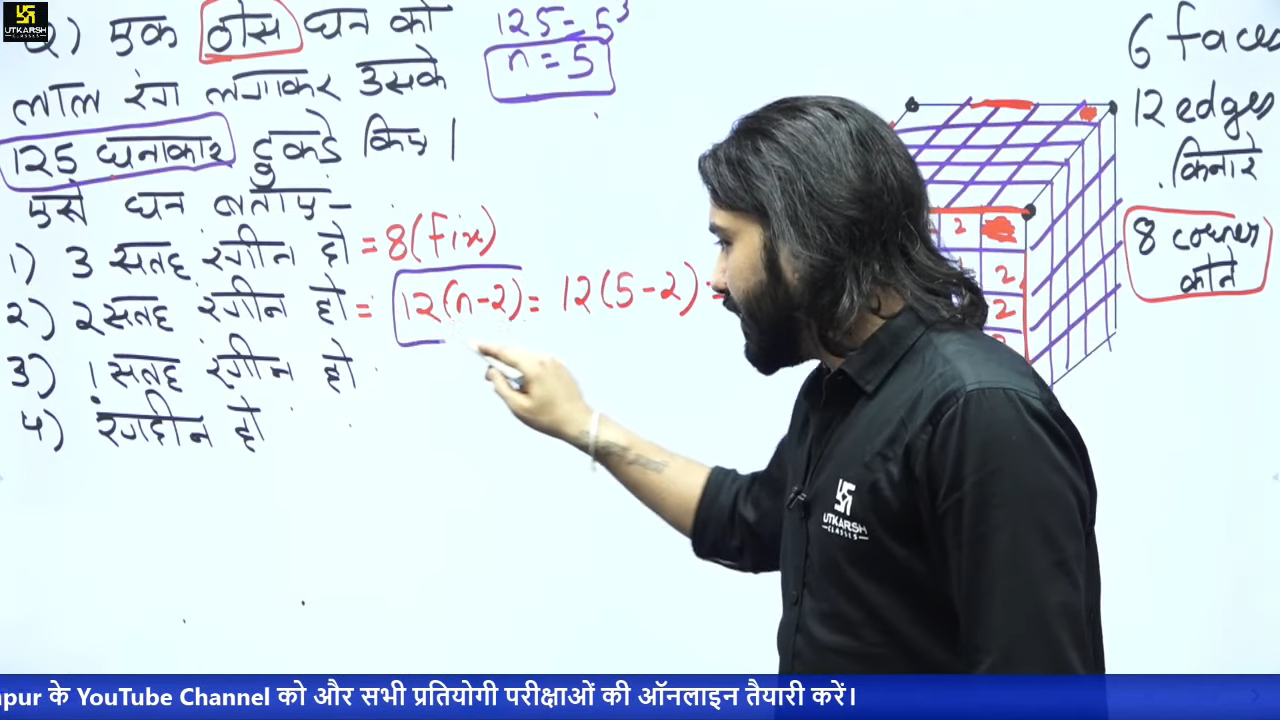 UTKARSH
CLASSES
Q) एक ठोस घन को
लाल रंग लगाकर उसके
125 घनाकार टुकड़े किए।
एसे घन बताए-
1) 3 सतह रंगीन हो = 8 (fix)
2) 2 सतह रंगीन हो = 12(n-2) = 12(5-2) =
3) 1 सतह रंगीन हो
4) रंगहीन हो
125 = 5³
n = 5
2
2
2
6 faces
12 edges
किनारे
8 corner
कोने
UTKARSH
CLASSES
pur के YouTube Channel को और सभी प्रतियोगी परीक्षाओं की ऑनलाइन तैयारी करें।